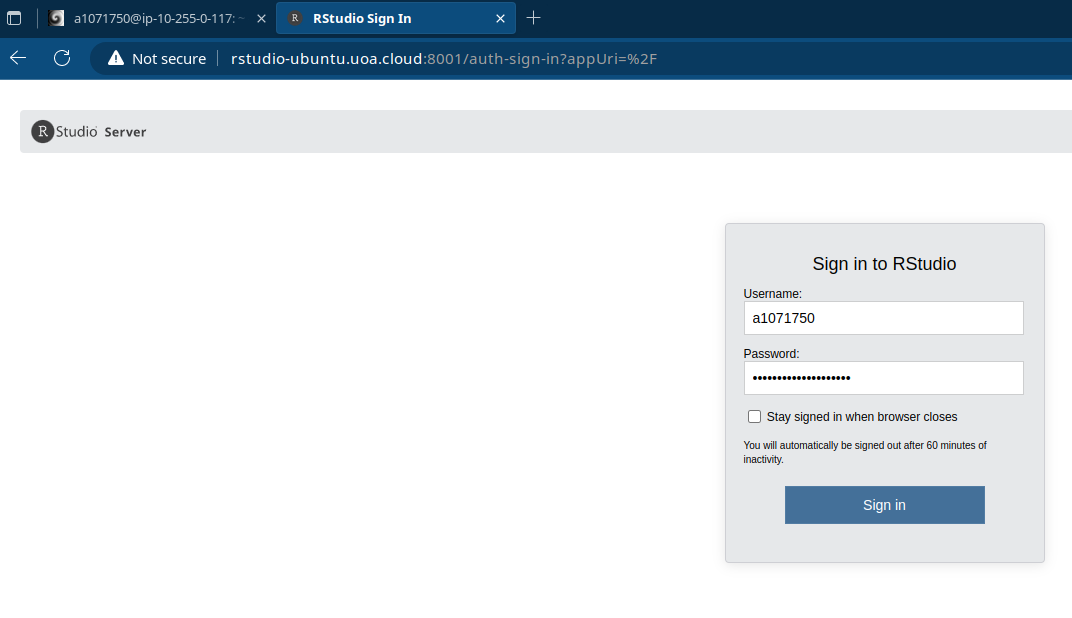 a1071750@ip-10-255-0-117: ~
RStudio Sign In
Not secure
rstudio-ubuntu.uoa.cloud:8001/auth-sign-in?appUri=%2F
R Studio Server
Sign in to RStudio
Username:
a1071750
Password:
••••••••••••••••••••
Stay signed in when browser closes
You will automatically be signed out after 60 minutes of
inactivity.
Sign in